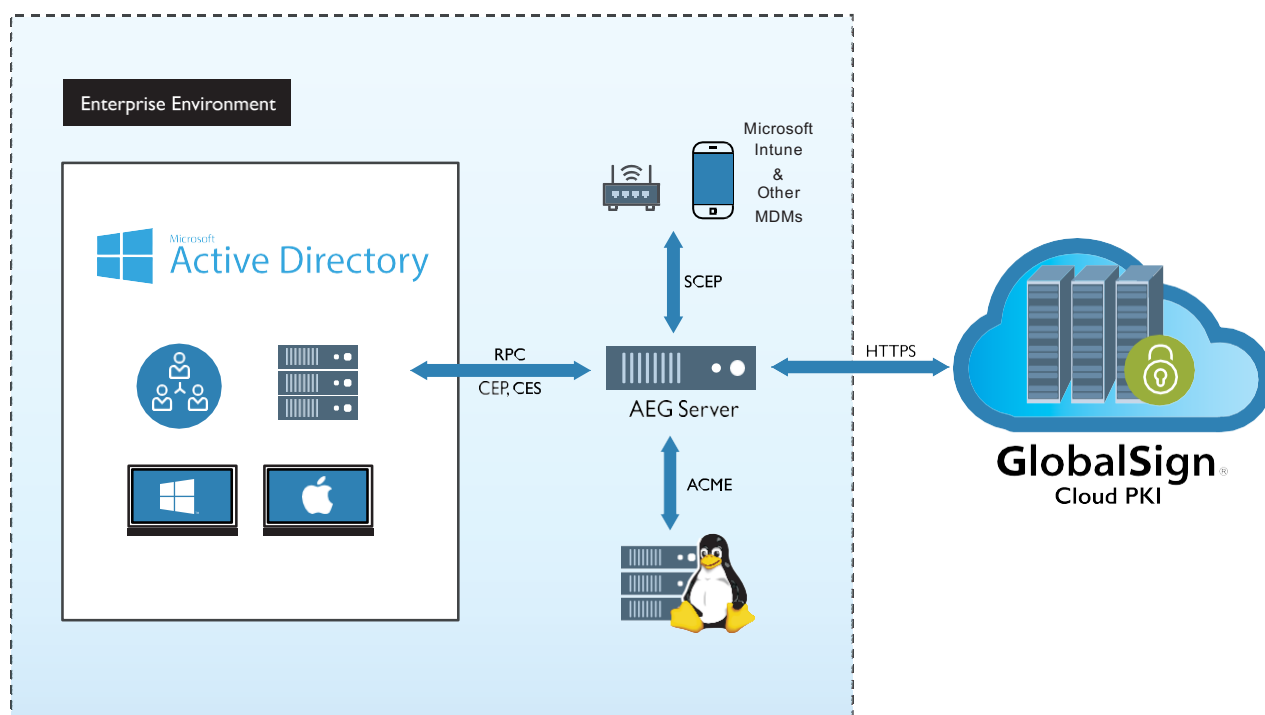 Enterprise Environment
Microsoft
Active Directory
Microsoft
Intune
&
Other
MDMs
SCEP
RPC
CEP, CES
AEG Server
HTTPS
ACME
GlobalSign®
Cloud PKI